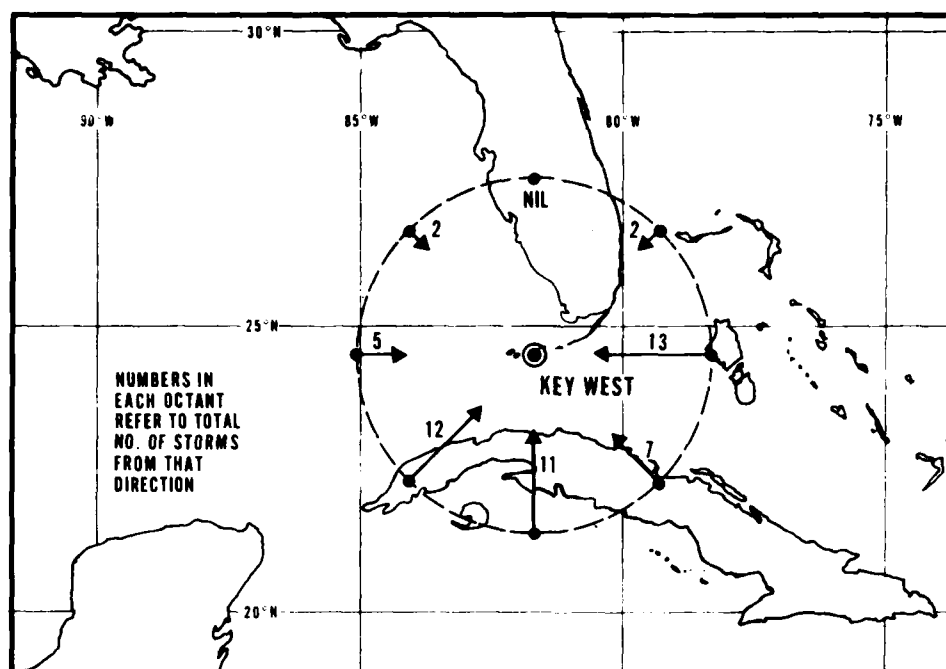 30°N
90°W
85°W
80°W
75°W
NIL
2
2
25°N
5
13
KEY WEST
NUMBERS IN
EACH OCTANT
REFER TO TOTAL
NO. OF STORMS
FROM THAT
DIRECTION
12
11
7
20°N